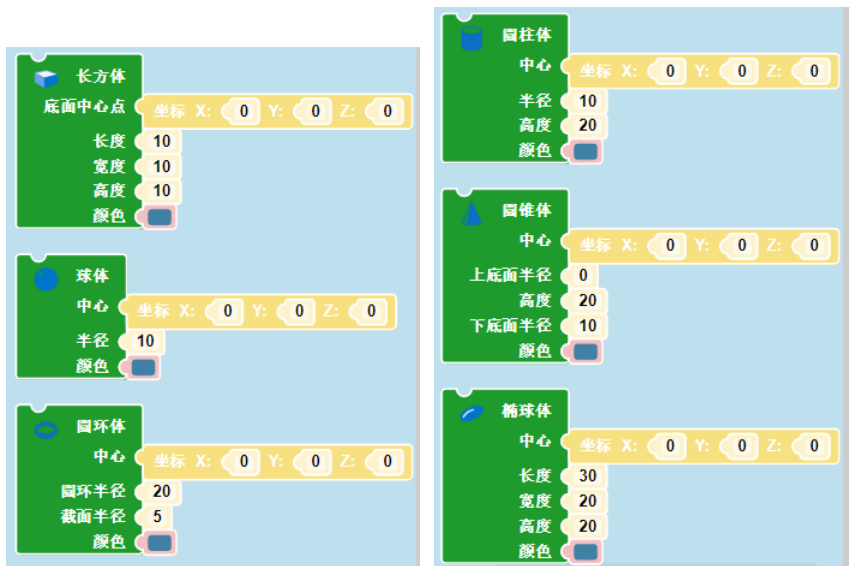 长方体
底面中心点 坐标 X: 0 Y: 0 Z: 0
长度 10
宽度 10
高度 10
颜色
球体
中心 坐标 X: 0 Y: 0 Z: 0
半径 10
颜色
圆环体
中心 坐标 X: 0 Y: 0 Z: 0
圆环半径 20
截面半径 5
颜色
圆柱体
中心 坐标 X: 0 Y: 0 Z: 0
半径 10
高度 20
颜色
圆锥体
中心 坐标 X: 0 Y: 0 Z: 0
上底面半径 0
高度 20
下底面半径 10
颜色
椭球体
中心 坐标 X: 0 Y: 0 Z: 0
长度 30
宽度 20
高度 20
颜色